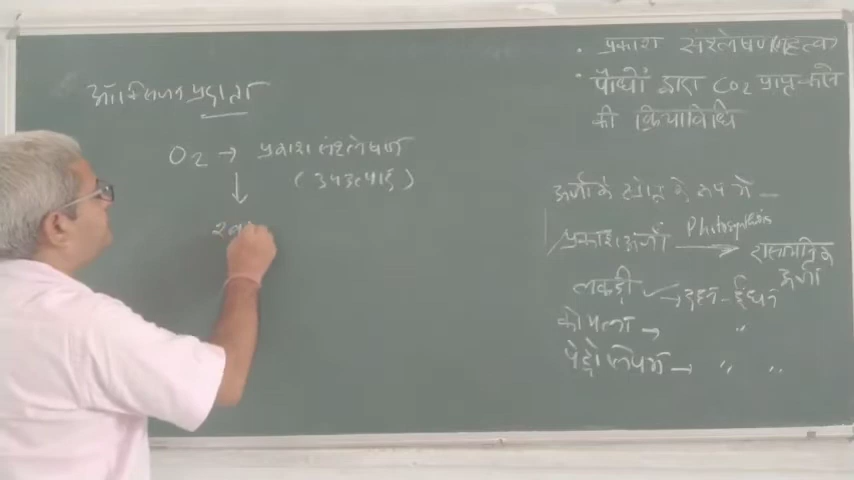 ऑक्सिजन प्रदाता
O2 → प्रकाश संश्लेषण
(उपउत्पाद)
↓
• प्रकाश संश्लेषण महत्व
• पौधों द्वारा CO2 प्राप्त करने
की क्रियाविधि
ऊर्जा के स्रोत के रूप में —
प्रकाश ऊर्जा Photosynthesis → रासायनिक
ऊर्जा
लकड़ी → दहन - ईंधन
कोयला → "
पेट्रोलियम → " "